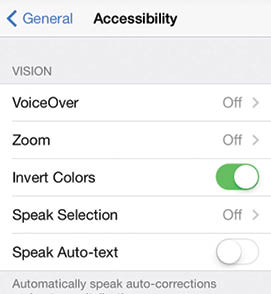 General Accessibility
VISION
VoiceOver Off
Zoom Off
Invert Colors
Speak Selection Off
Speak Auto-text
Automatically speak auto-corrections